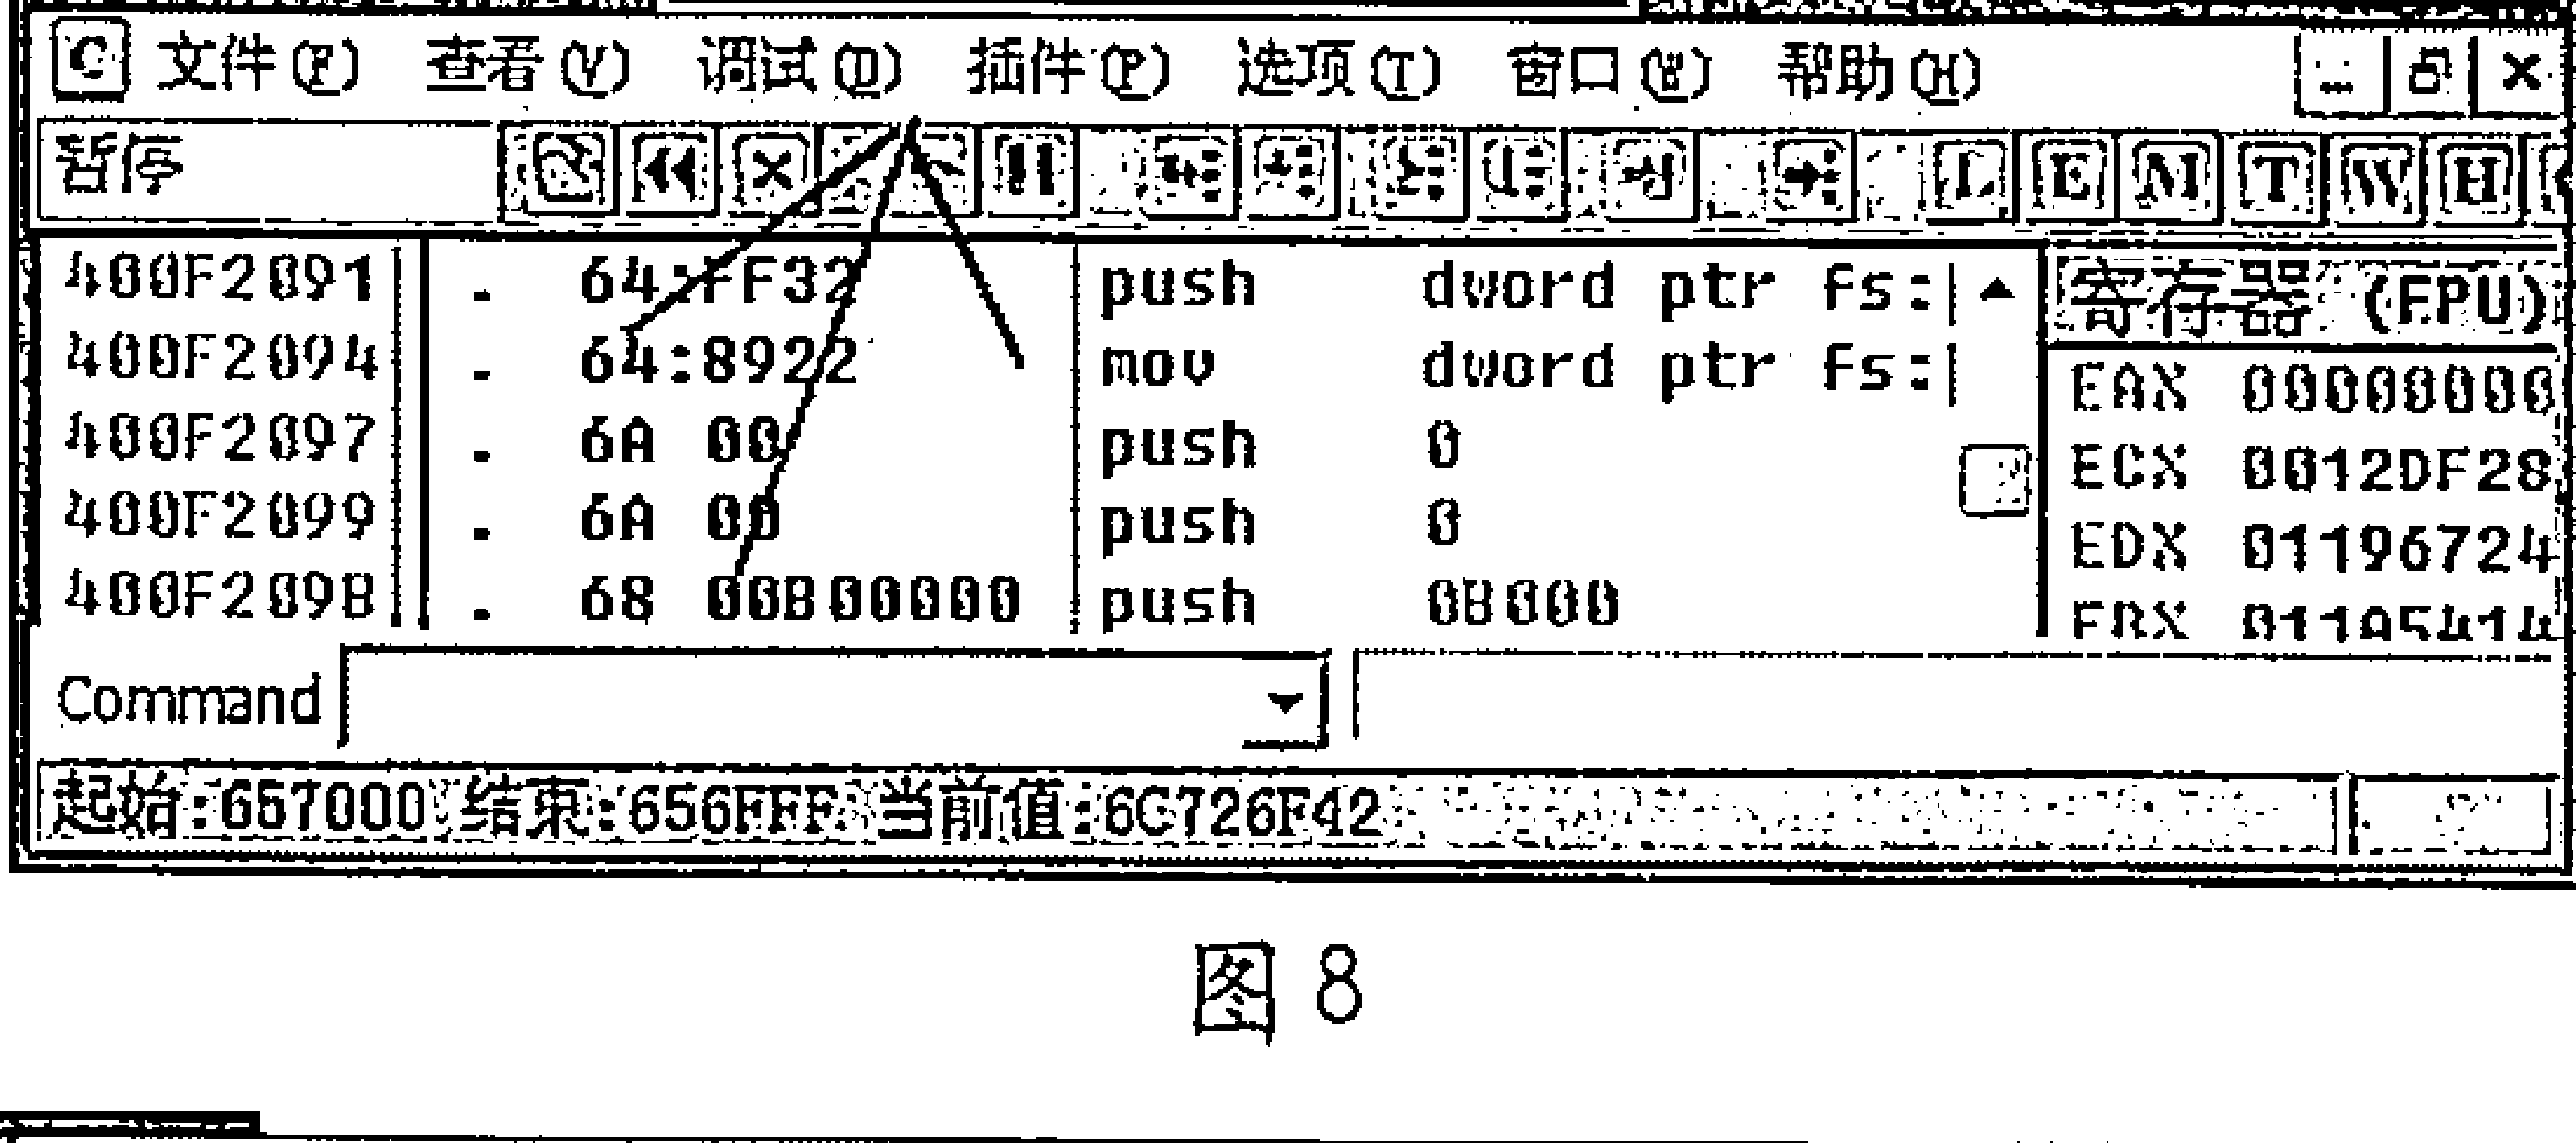 C 文件(F) 查看(V) 调试(D) 插件(P) 选项(T) 窗口(W) 帮助(H)
暂停 L E M T W H
400F2091 . 64:FF32 push dword ptr fs:
400F2094 . 64:8922 mov dword ptr fs:
400F2097 . 6A 00 push 0
400F2099 . 6A 00 push 0
400F209B . 68 00B00000 push 0B000
寄存器 (FPU)
EAX 00000000
ECX 0012DF28
EDX 01196724
EBX 011A5414
Command
起始:657000 结束:656FFF 当前值:6C726F42
图 8